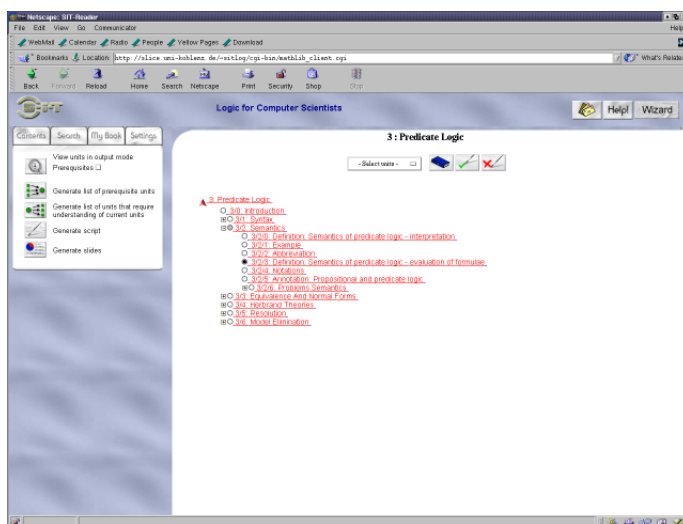 Netscape: SIT-Reader
File Edit View Go Communicator
Help
WebMail Calender Radio People Yellow Pages Download
Bookmarks Location: http://slice.uni-koblenz.de/~sitlog/cgi-bin/mathlib_client.cgi
What's Related
Back Forward Reload Home Search Netscape Print Security Shop Stop
Logic for Computer Scientists
Help! Wizard
Contents Search My Book Settings
3 : Predicate Logic
View units in output mode
Prerequisites
- Select units -
Generate list of prerequisite units
Generate list of units that require
understanding of current units
Generate script
Generate slides
3: Predicate Logic
3/0: Introduction
3/1: Syntax
3/2: Semantics
3/2/0: Definition: Semantics of predicate logic - interpretation
3/2/1: Example
3/2/2: Abbreviation
3/2/3: Definition: Semantics of perdicate logic - evaluation of formulae
3/2/4: Notations
3/2/5: Annotation: Propositional and predicate logic
3/2/6: Problems Semantics
3/3: Equivalence And Normal Forms
3/4: Herbrand Theories
3/5: Resolution
3/6: Model Elimination